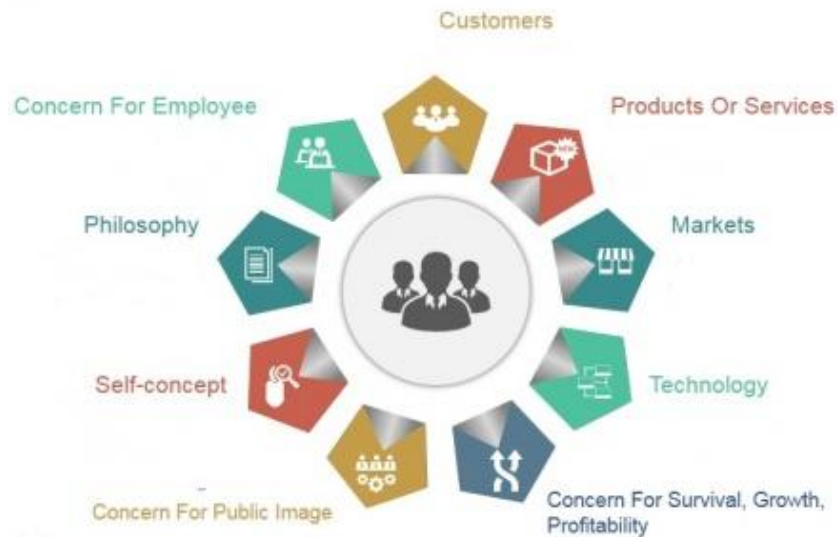 Customers
Products Or Services
Markets
Technology
Concern For Survival, Growth,
Profitability
Concern For Public Image
Self-concept
Philosophy
Concern For Employee